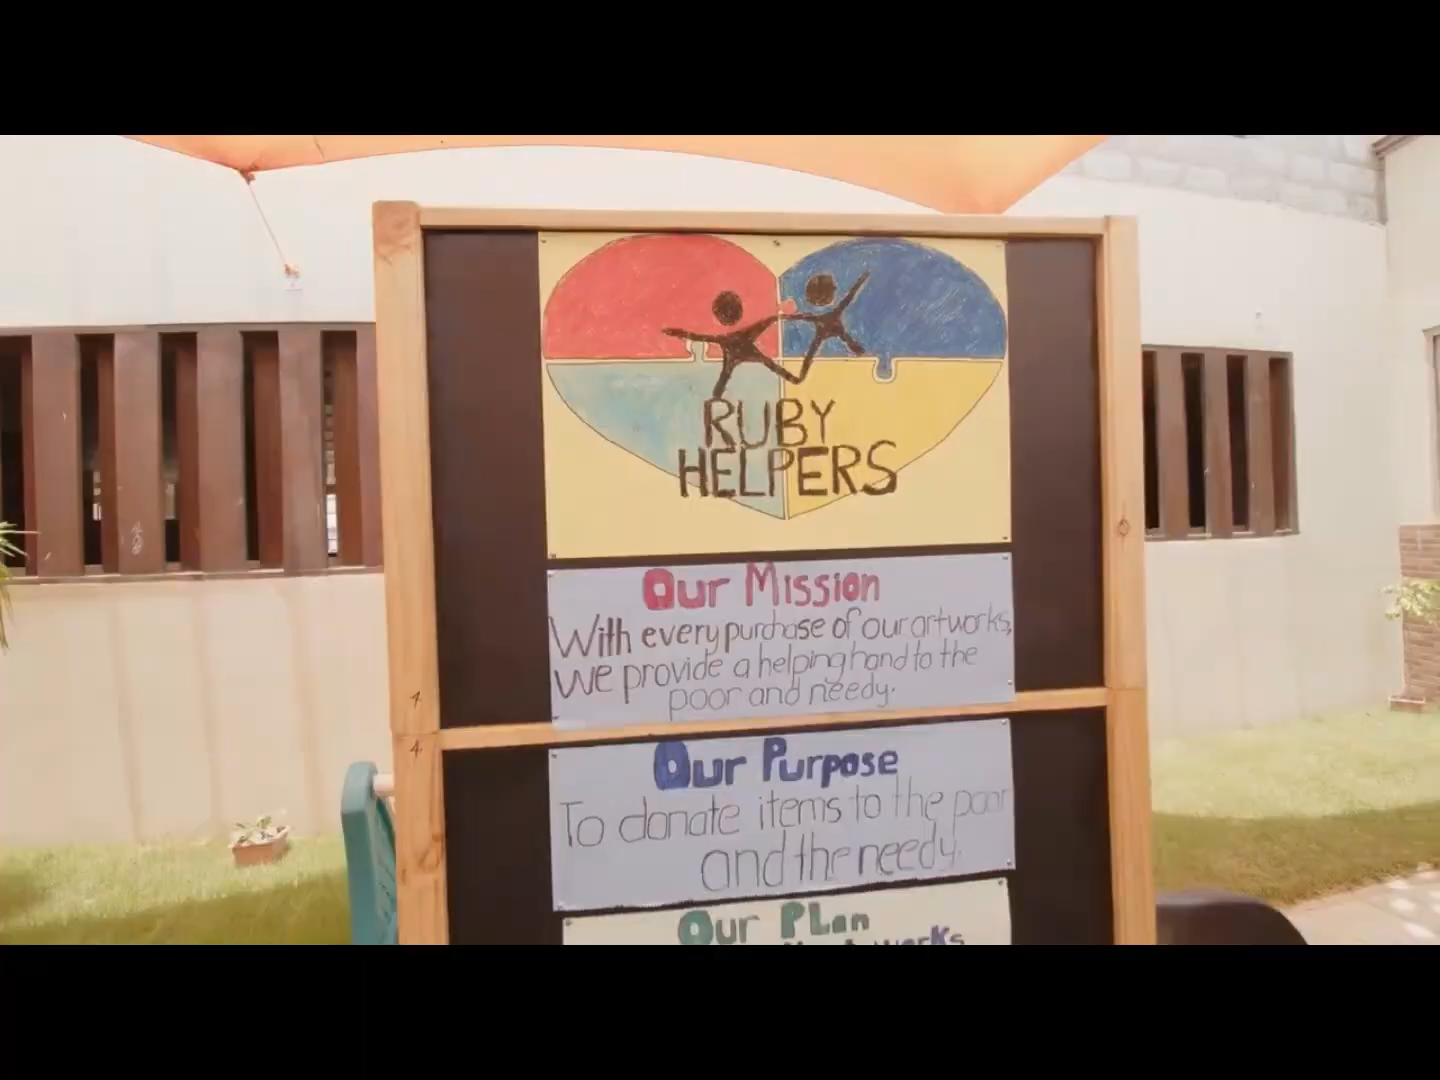 RUBY
HELPERS
Our Mission
With every purchase of our artworks,
we provide a helping hand to the
poor and needy.
Our Purpose
To donate items to the poor
and the needy.
Our PLan
works